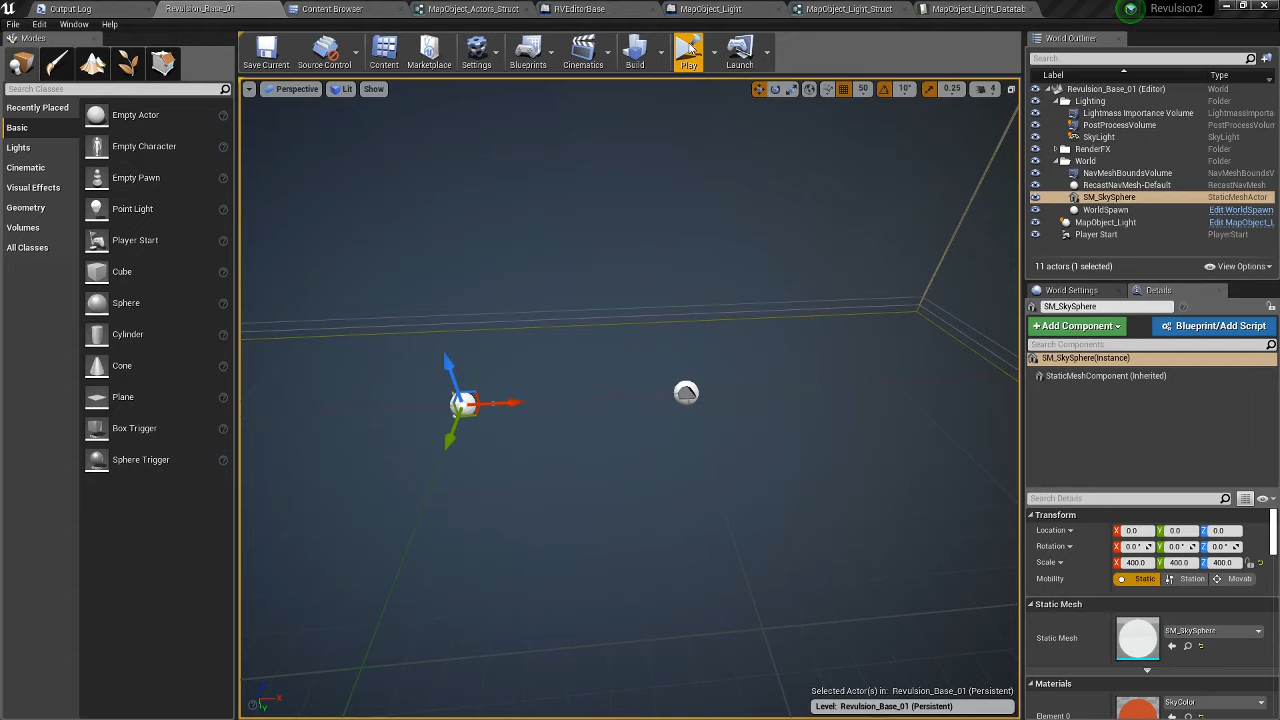 Output Log
Revulsion_Base_01
Content Browser
MapObject_Actors_Struct
RVEditorBase
MapObject_Light
MapObject_Light_Struct
MapObject_Light_Datatab
Revulsion2
File Edit Window Help
Modes
Search Classes
Recently Placed
Basic
Lights
Cinematic
Visual Effects
Geometry
Volumes
All Classes
Empty Actor
Empty Character
Empty Pawn
Point Light
Player Start
Cube
Sphere
Cylinder
Cone
Plane
Box Trigger
Sphere Trigger
Save Current
Source Control
Content
Marketplace
Settings
Blueprints
Cinematics
Build
Play
Launch
Perspective
Lit
Show
50
10°
0.25
4
X
Y
Selected Actor(s) in: Revulsion_Base_01 (Persistent)
Level: Revulsion_Base_01 (Persistent)
World Outliner
Search
Label Type
Revulsion_Base_01 (Editor) World
Lighting Folder
Lightmass Importance Volume LightmassImporta
PostProcessVolume PostProcessVolum
SkyLight SkyLight
RenderFX Folder
World Folder
NavMeshBoundsVolume NavMeshBoundsV
RecastNavMesh-Default RecastNavMesh
SM_SkySphere StaticMeshActor
WorldSpawn Edit WorldSpawn
MapObject_Light Edit MapObject_L
Player Start PlayerStart
11 actors (1 selected)
View Options
World Settings
Details
SM_SkySphere
+Add Component
Blueprint/Add Script
Search Components
SM_SkySphere(Instance)
StaticMeshComponent (Inherited)
Search Details
Transform
Location X 0.0 Y 0.0 Z 0.0
Rotation X 0.0 ° Y 0.0 ° Z 0.0 °
Scale X 400.0 Y 400.0 Z 400.0
Mobility Static Station Movab
Static Mesh
Static Mesh SM_SkySphere
Materials
Element 0 SkyColor